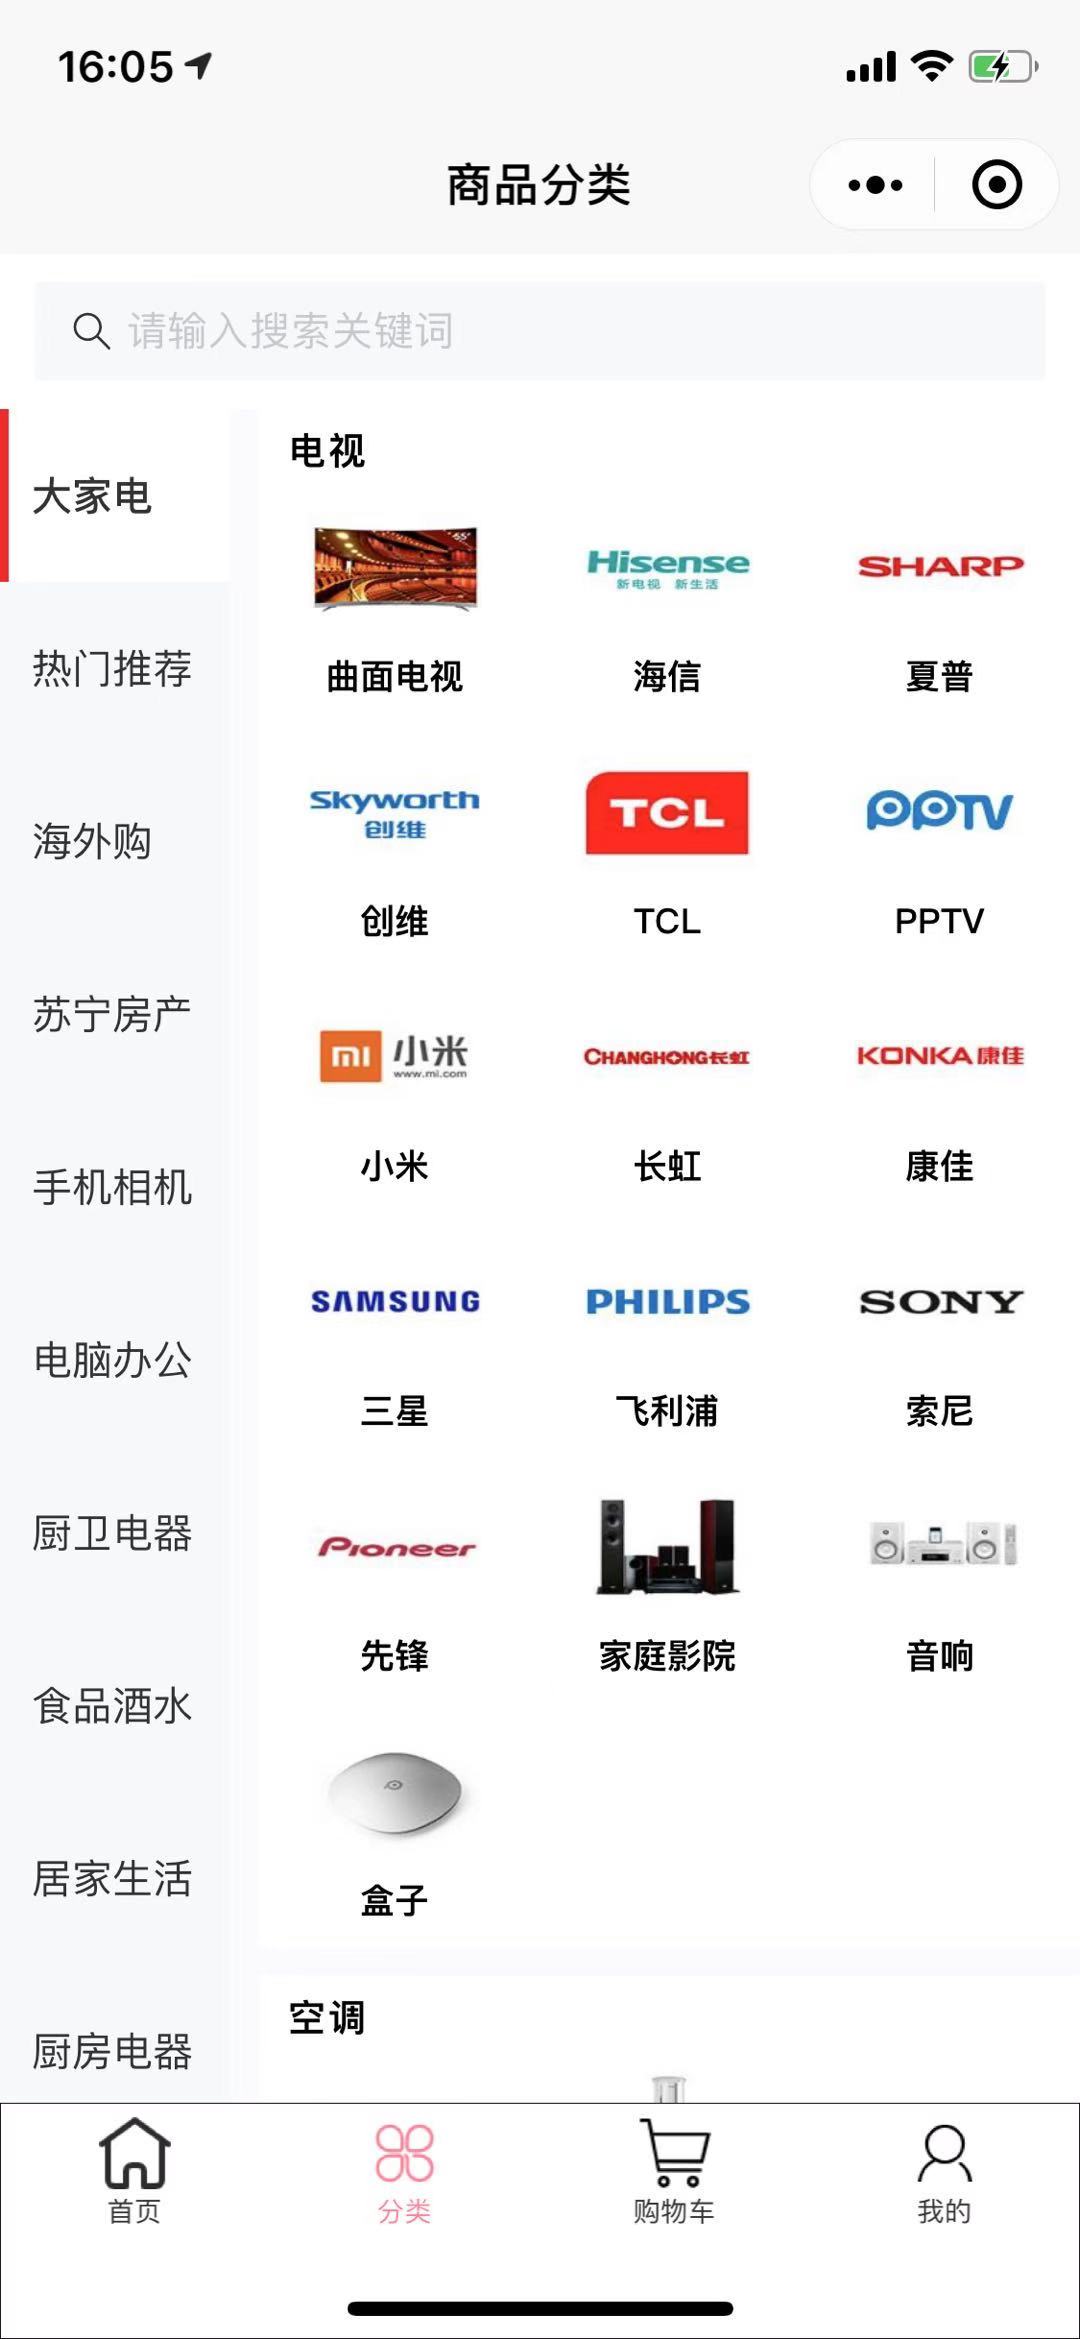 16:05
商品分类
请输入搜索关键词
大家电
热门推荐
海外购
苏宁房产
手机相机
电脑办公
厨卫电器
食品酒水
居家生活
厨房电器
电视
55"
Hisense
新电视 新生活
SHARP
曲面电视
海信
夏普
Skyworth
创维
TCL
PPTV
创维
TCL
PPTV
mi 小米
www.mi.com
CHANGHONG长虹
KONKA 康佳
小米
长虹
康佳
SAMSUNG
PHILIPS
SONY
三星
飞利浦
索尼
Pioneer
先锋
家庭影院
音响
盒子
空调
首页
分类
购物车
我的